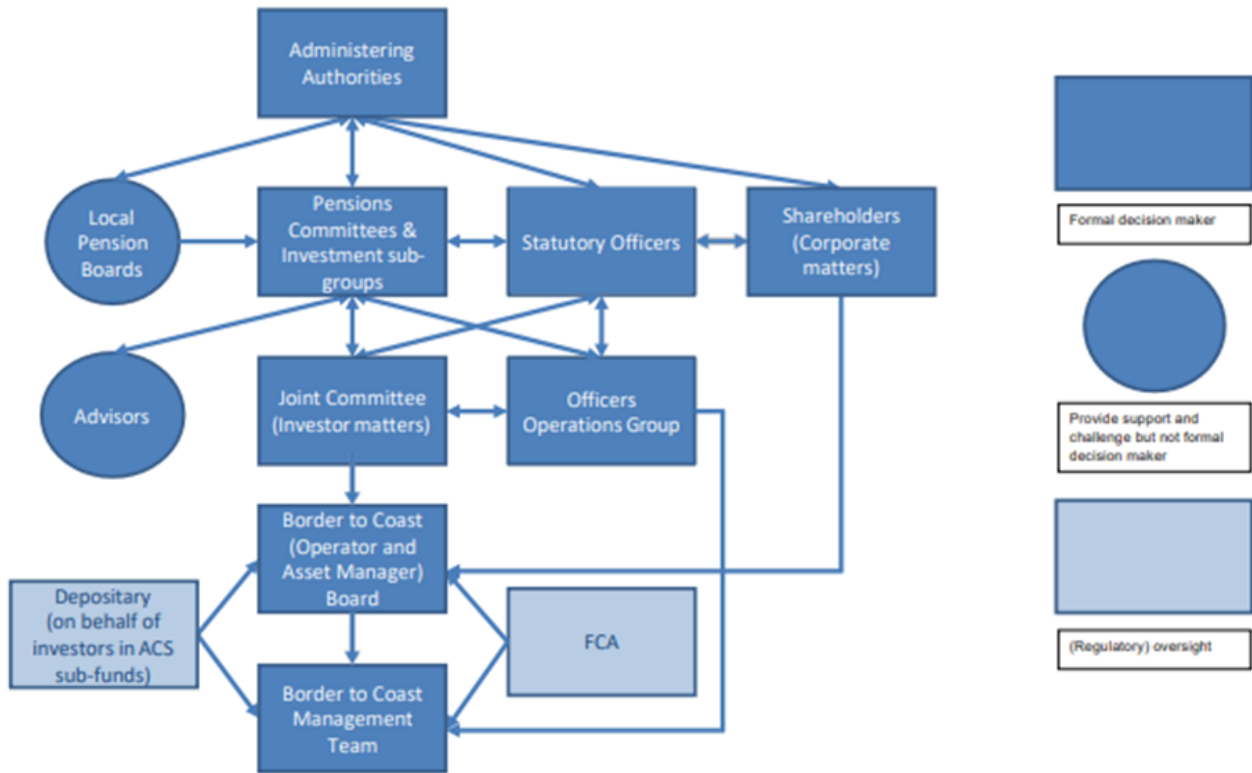 Administering
Authorities
Local
Pension
Boards
Pensions
Committees &
Investment sub-
groups
Statutory Officers
Shareholders
(Corporate
matters)
Formal decision maker
Advisors
Joint Committee
(Investor matters)
Officers
Operations Group
Provide support and
challenge but not formal
decision maker
Border to Coast
(Operator and
Asset Manager)
Board
Depositary
(on behalf of
investors in ACS
sub-funds)
FCA
(Regulatory) oversight
Border to Coast
Management
Team